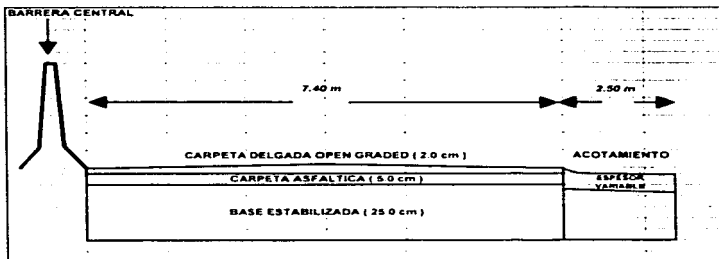 BARRERA CENTRAL
7.40 m
2.50 m
CARPETA DELGADA OPEN GRADED ( 2.0 cm )
ACOTAMIENTO
CARPETA ASFALTICA ( 5.0 cm )
ESPESOR
VARIABLE
BASE ESTABILIZADA ( 25 0 cm )